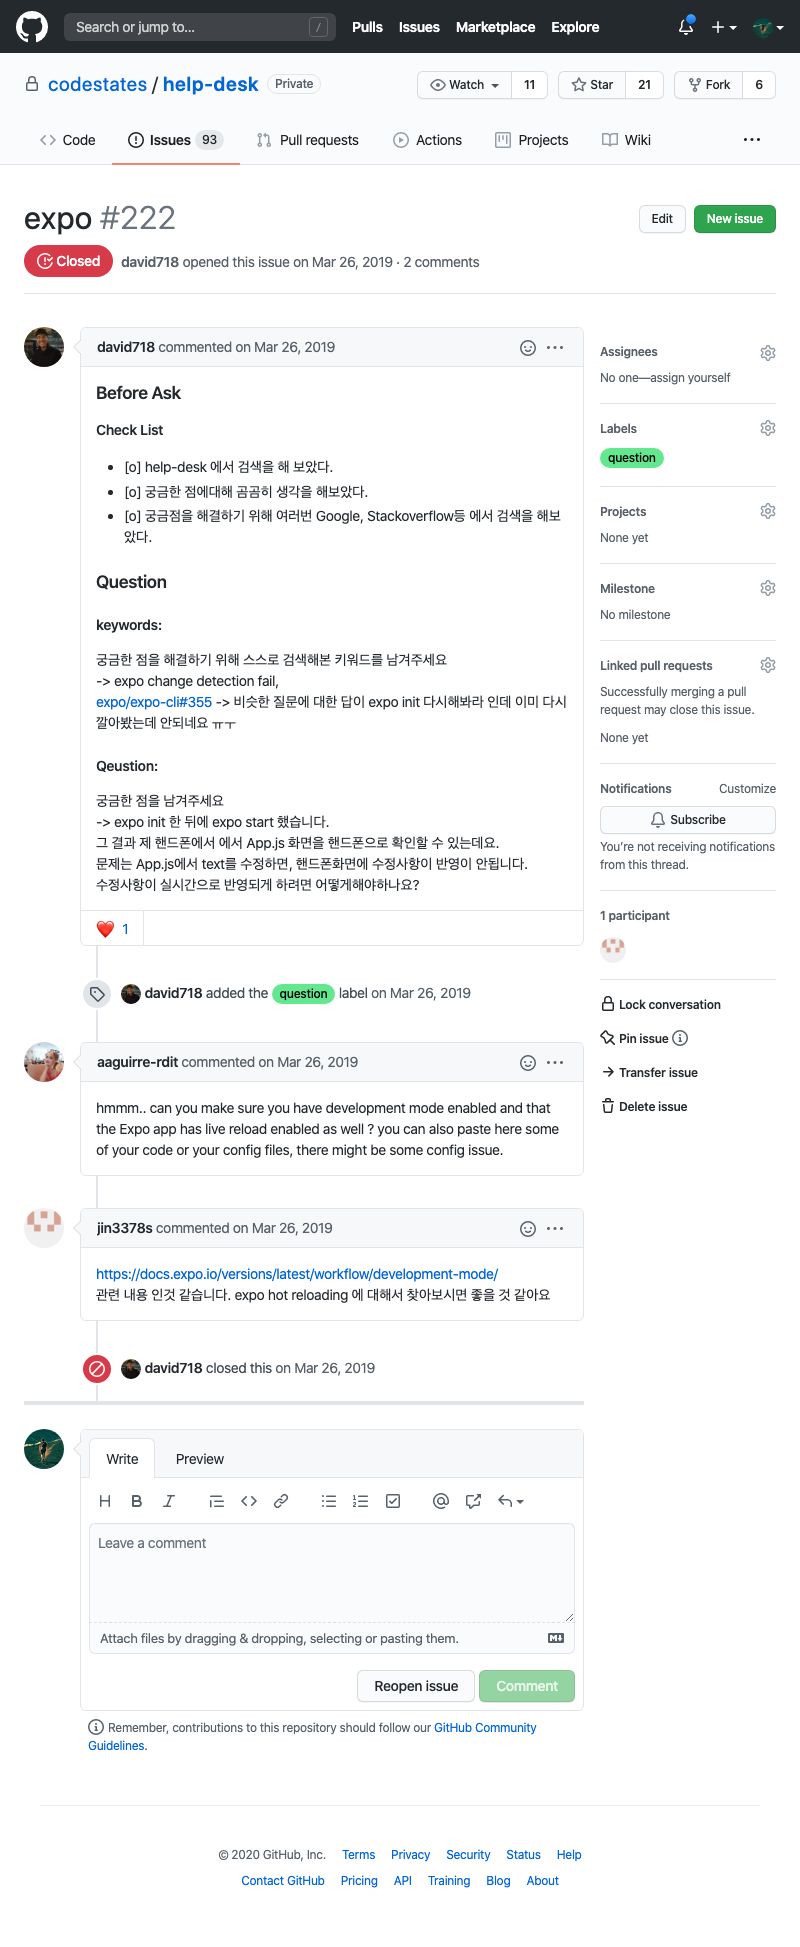 Search or jump to... /
Pulls Issues Marketplace Explore
codestates / help-desk Private
Watch 11 Star 21 Fork 6
Code Issues 93 Pull requests Actions Projects Wiki ...
expo #222
Edit New issue
Closed david718 opened this issue on Mar 26, 2019 · 2 comments
david718 commented on Mar 26, 2019
Before Ask
Check List
• [o] help-desk 에서 검색을 해 보았다.
• [o] 궁금한 점에대해 곰곰히 생각을 해보았다.
• [o] 궁금점을 해결하기 위해 여러번 Google, Stackoverflow등 에서 검색을 해보
았다.
Question
keywords:
궁금한 점을 해결하기 위해 스스로 검색해본 키워드를 남겨주세요
-> expo change detection fail,
expo/expo-cli#355 -> 비슷한 질문에 대한 답이 expo init 다시해봐라 인데 이미 다시
깔아봤는데 안되네요 ㅠㅜ
Qeustion:
궁금한 점을 남겨주세요
-> expo init 한 뒤에 expo start 했습니다.
그 결과 제 핸드폰에서 에서 App.js 화면을 핸드폰으로 확인할 수 있는데요.
문제는 App.js에서 text를 수정하면, 핸드폰화면에 수정사항이 반영이 안됩니다.
수정사항이 실시간으로 반영되게 하려면 어떻게해야하나요?
❤️ 1
david718 added the question label on Mar 26, 2019
aaguirre-rdit commented on Mar 26, 2019
hmmm.. can you make sure you have development mode enabled and that
the Expo app has live reload enabled as well ? you can also paste here some
of your code or your config files, there might be some config issue.
jin3378s commented on Mar 26, 2019
https://docs.expo.io/versions/latest/workflow/development-mode/
관련 내용 인것 같습니다. expo hot reloading 에 대해서 찾아보시면 좋을 것 같아요
david718 closed this on Mar 26, 2019
Assignees
No one—assign yourself
Labels
question
Projects
None yet
Milestone
No milestone
Linked pull requests
Successfully merging a pull
request may close this issue.
None yet
Notifications Customize
Subscribe
You're not receiving notifications
from this thread.
1 participant
Lock conversation
Pin issue
Transfer issue
Delete issue
Write Preview
Leave a comment
Attach files by dragging & dropping, selecting or pasting them.
Reopen issue Comment
Remember, contributions to this repository should follow our GitHub Community
Guidelines.
© 2020 GitHub, Inc. Terms Privacy Security Status Help
Contact GitHub Pricing API Training Blog About